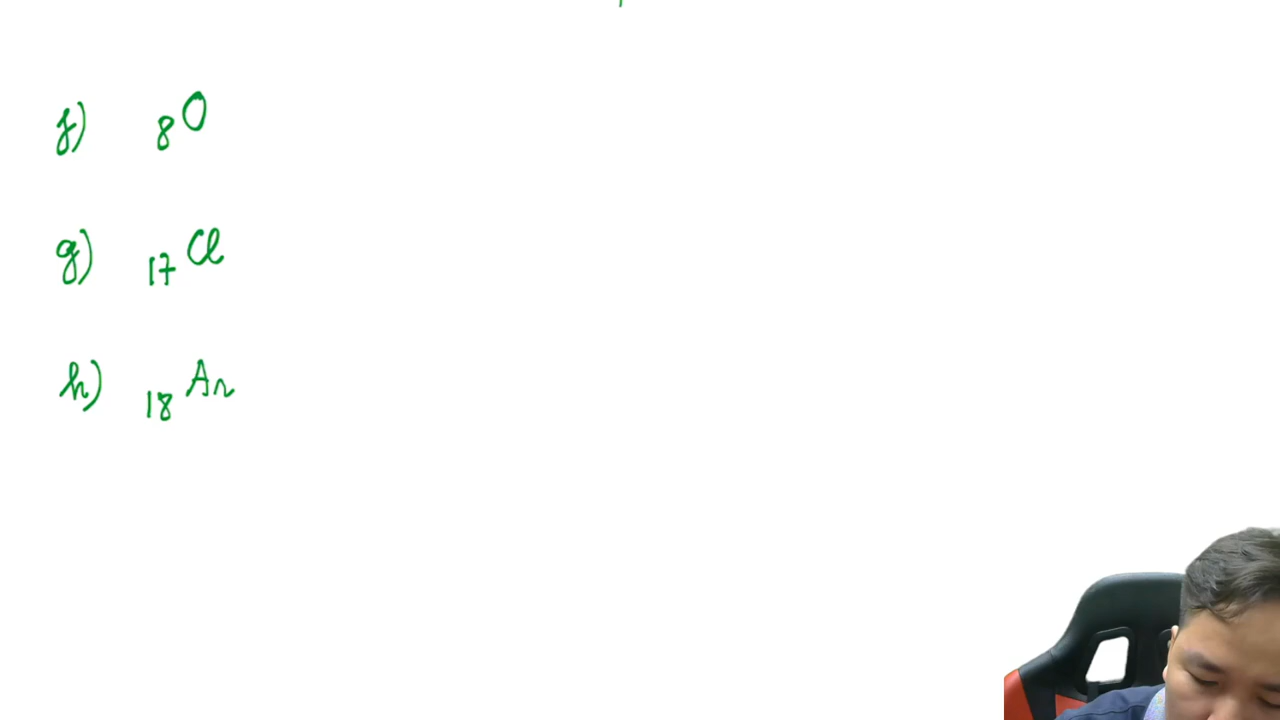 f) ₈O
g) ₁₇Cl
h) ₁₈Ar